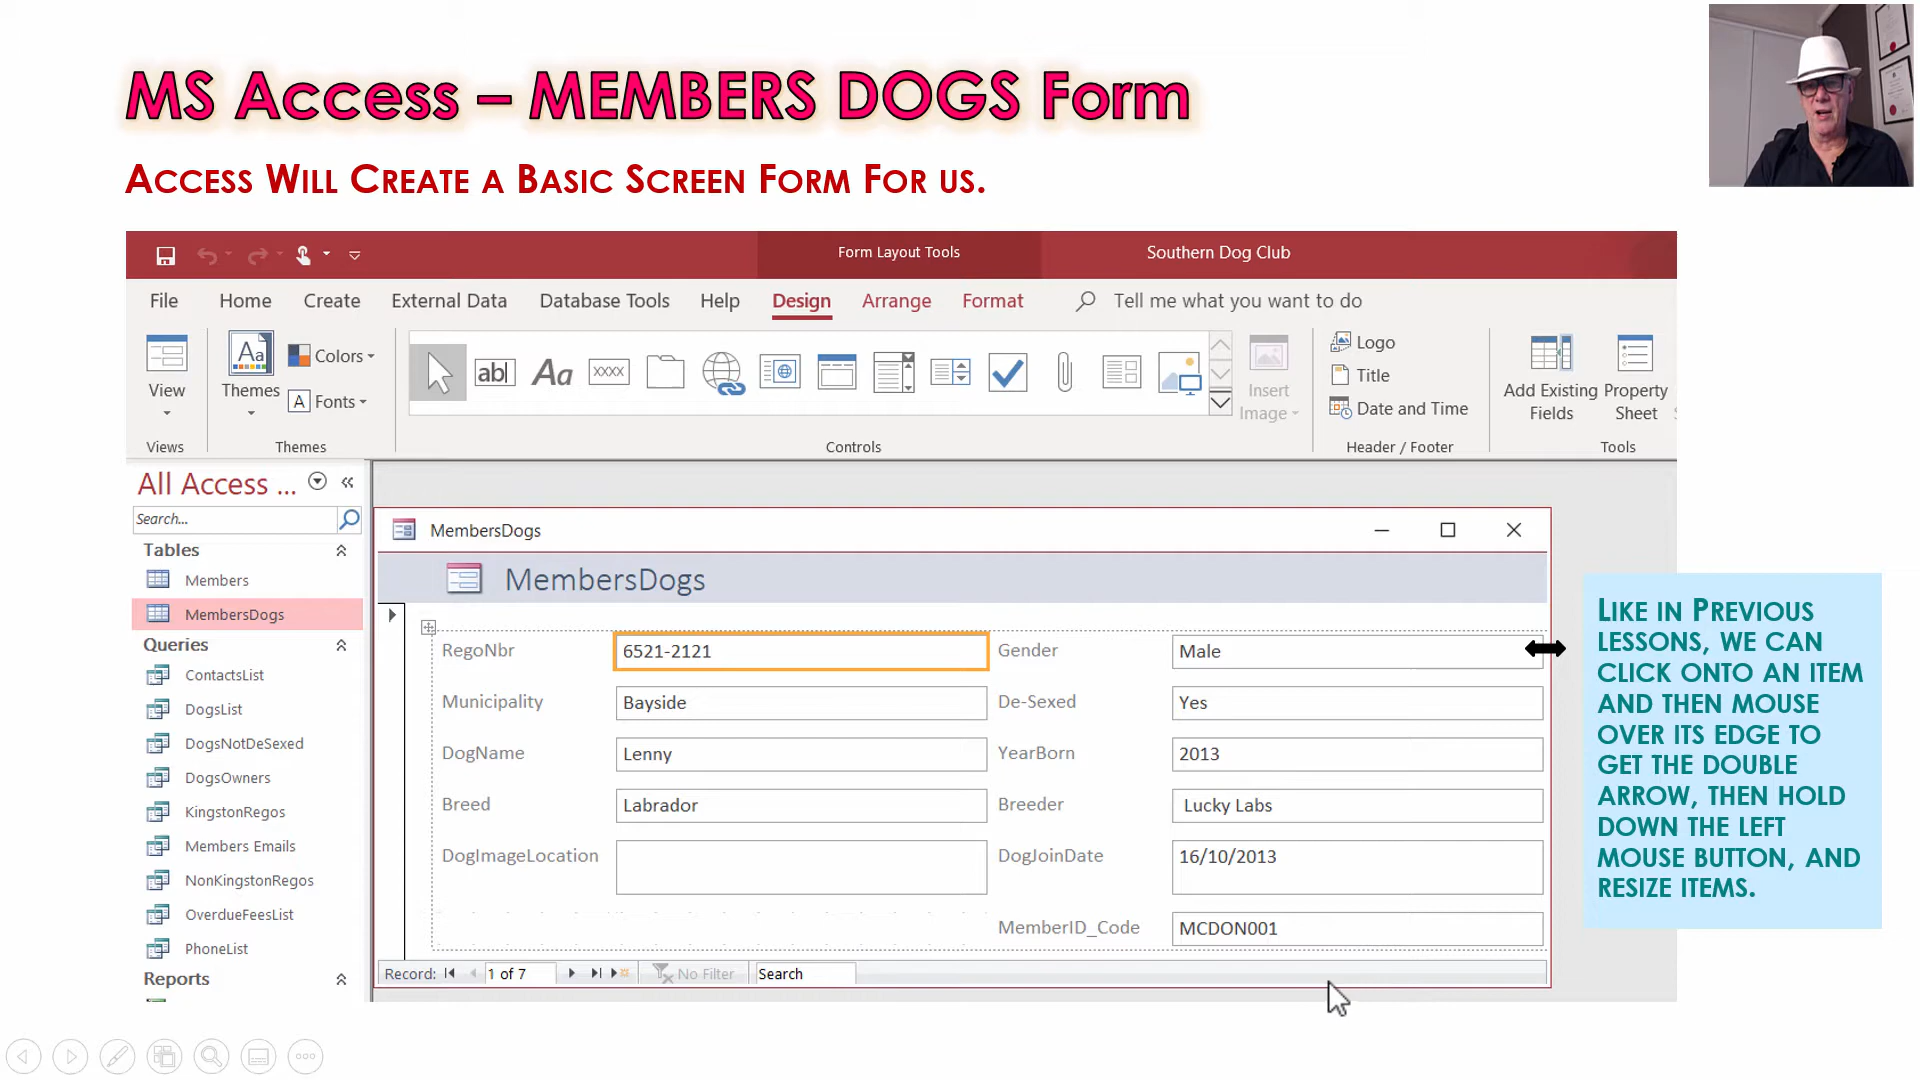 MS Access – MEMBERS DOGS Form
ACCESS WILL CREATE A BASIC SCREEN FORM FOR US.
Form Layout Tools
Southern Dog Club
File Home Create External Data Database Tools Help Design Arrange Format Tell me what you want to do
View
Views
Aa
Themes
Colors
A Fonts
Themes
ab Aa XXXX
Controls
Insert
Image
Logo
Title
Date and Time
Header / Footer
Add Existing
Fields
Property
Sheet
Tools
All Access ...
Search...
Tables
Members
MembersDogs
Queries
ContactsList
DogsList
DogsNotDeSexed
DogsOwners
KingstonRegos
Members Emails
NonKingstonRegos
OverdueFeesList
PhoneList
Reports
MembersDogs
MembersDogs
RegoNbr 6521-2121 Gender Male
Municipality Bayside De-Sexed Yes
DogName Lenny YearBorn 2013
Breed Labrador Breeder Lucky Labs
DogImageLocation DogJoinDate 16/10/2013
MemberID_Code MCDON001
Record: 1 of 7 No Filter Search
LIKE IN PREVIOUS
LESSONS, WE CAN
CLICK ONTO AN ITEM
AND THEN MOUSE
OVER ITS EDGE TO
GET THE DOUBLE
ARROW, THEN HOLD
DOWN THE LEFT
MOUSE BUTTON, AND
RESIZE ITEMS.